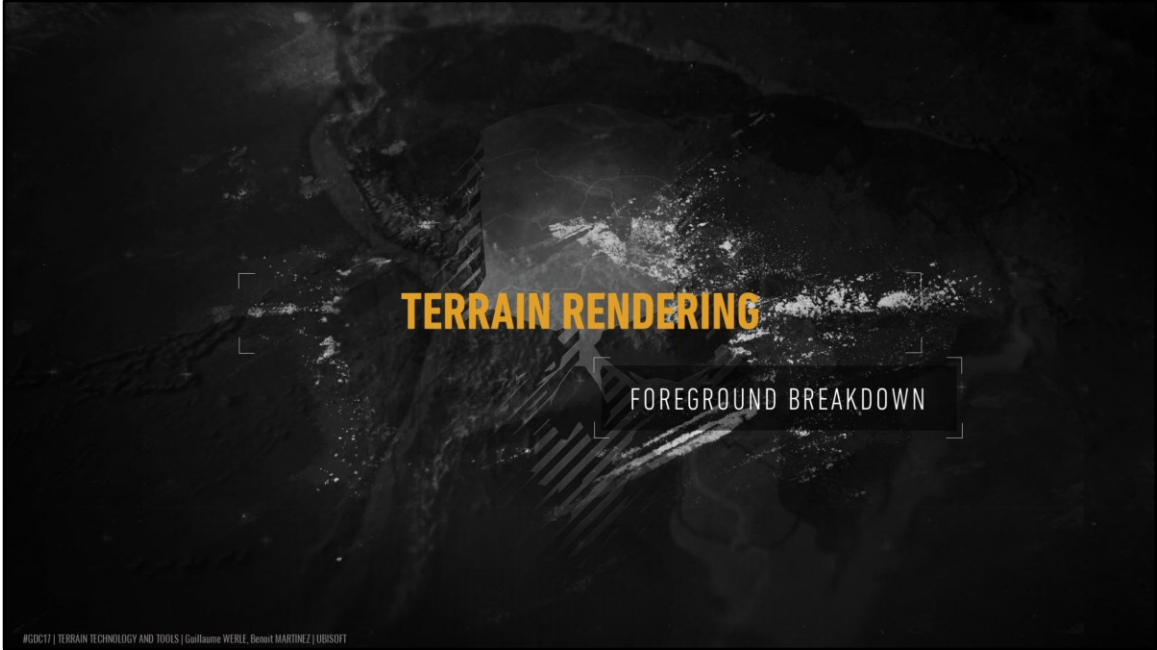 TERRAIN RENDERING
FOREGROUND BREAKDOWN
#GDC17 | TERRAIN TECHNOLOGY AND TOOLS | Guillaume WERLE, Benoit MARTINEZ | UBISOFT